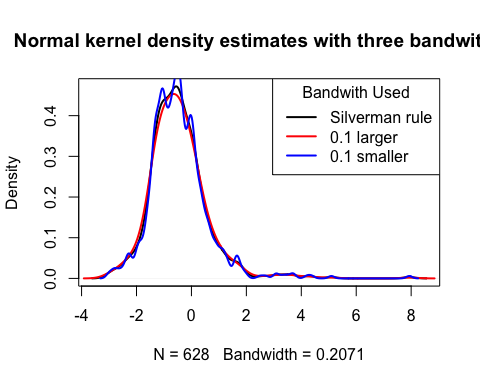 Normal kernel density estimates with three bandwit
Density
0.0 0.1 0.2 0.3 0.4
Bandwith Used
Silverman rule
0.1 larger
0.1 smaller
-4 -2 0 2 4 6 8
N = 628 Bandwidth = 0.2071